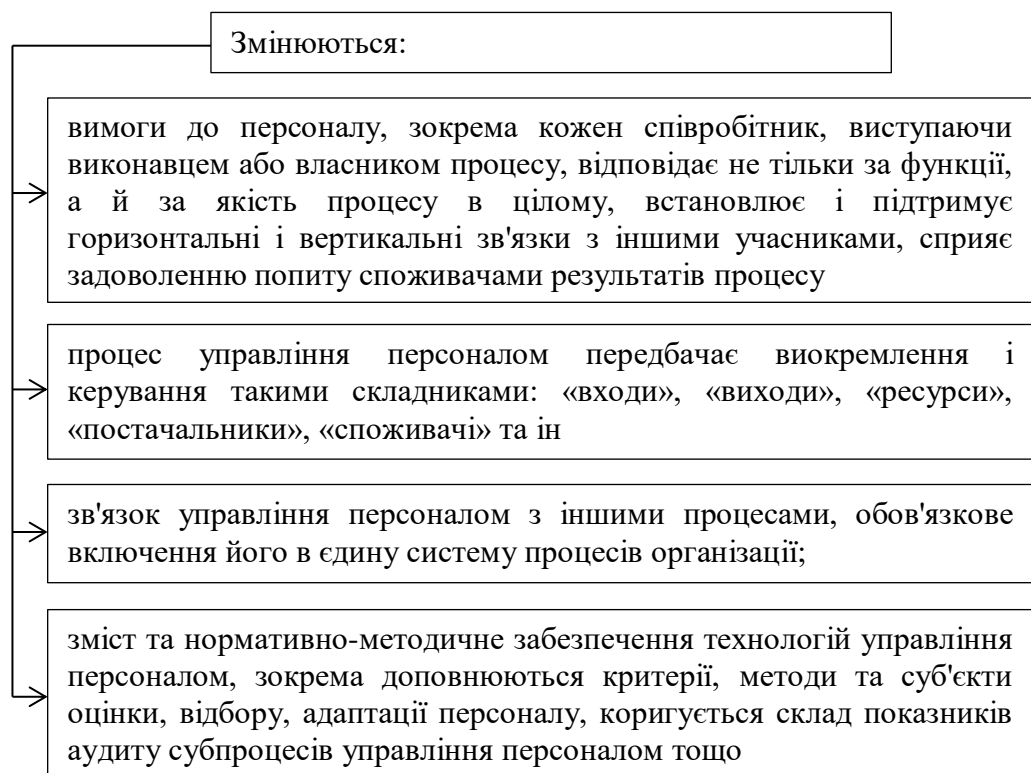 Змінюються:
вимоги до персоналу, зокрема кожен співробітник, виступаючи
виконавцем або власником процесу, відповідає не тільки за функції,
а й за якість процесу в цілому, встановлює і підтримує
горизонтальні і вертикальні зв'язки з іншими учасниками, сприяє
задоволенню попиту споживачами результатів процесу
процес управління персоналом передбачає виокремлення і
керування такими складниками: «входи», «виходи», «ресурси»,
«постачальники», «споживачі» та ін
зв'язок управління персоналом з іншими процесами, обов'язкове
включення його в єдину систему процесів організації;
зміст та нормативно-методичне забезпечення технологій управління
персоналом, зокрема доповнюються критерії, методи та суб'єкти
оцінки, відбору, адаптації персоналу, коригується склад показників
аудиту субпроцесів управління персоналом тощо